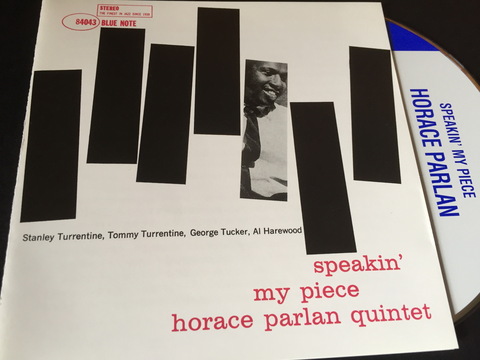 STEREO
THE FINEST IN JAZZ SINCE 1939
84043 BLUE NOTE
Stanley Turrentine, Tommy Turrentine, George Tucker, Al Harewood
speakin'
my piece
horace parlan quintet
SPEAKIN' MY PIECE
HORACE PARLAN